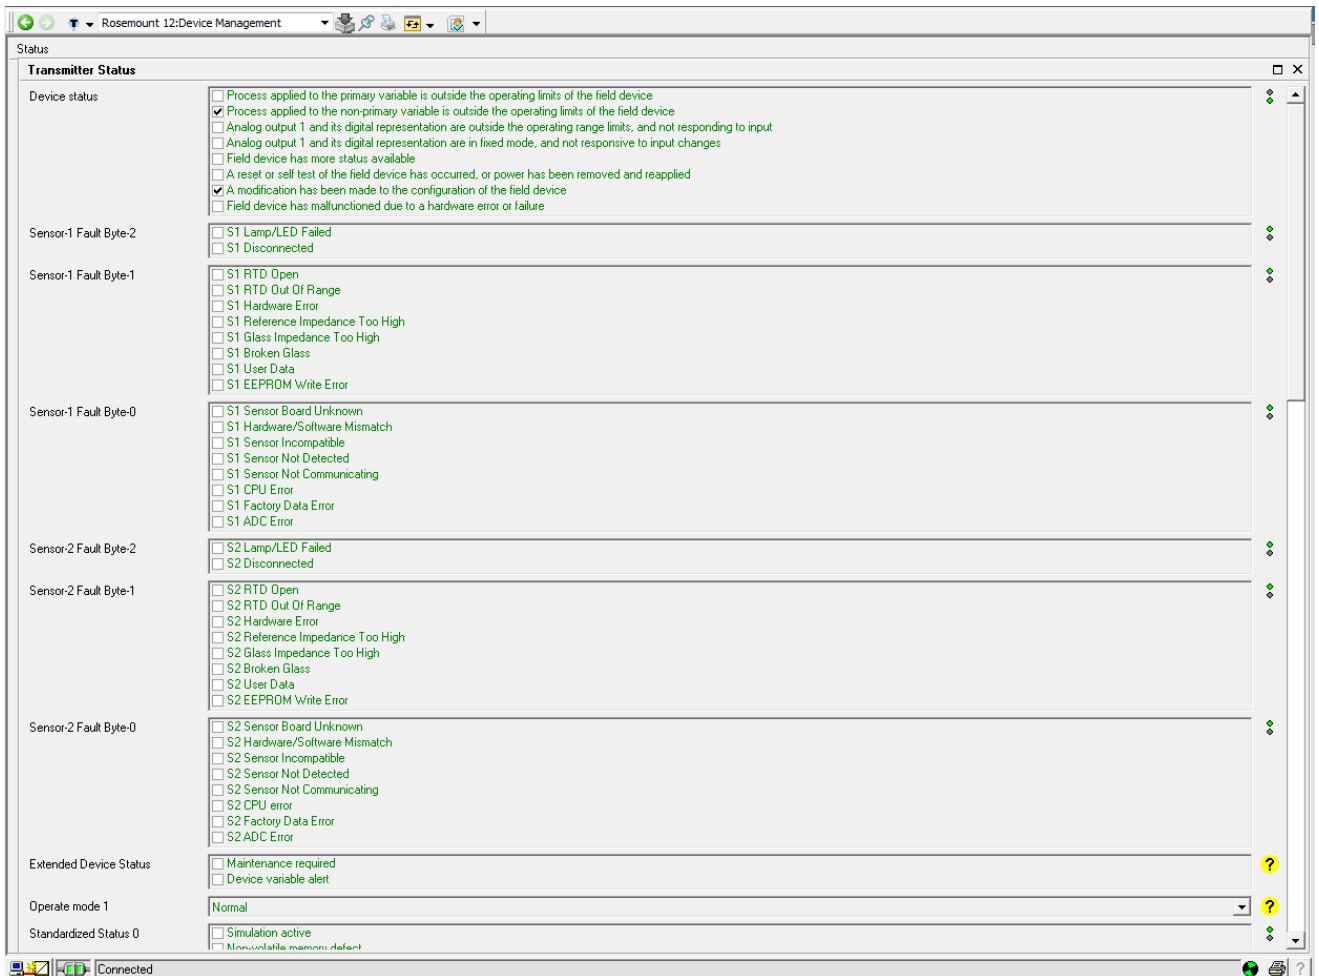 Rosemount 12:Device Management
Status
Transmitter Status
Device status
Process applied to the primary variable is outside the operating limits of the field device
Process applied to the non-primary variable is outside the operating limits of the field device
Analog output 1 and its digital representation are outside the operating range limits, and not responding to input
Analog output 1 and its digital representation are in fixed mode, and not responsive to input changes
Field device has more status available
A reset or self test of the field device has occurred, or power has been removed and reapplied
A modification has been made to the configuration of the field device
Field device has malfunctioned due to a hardware error or failure
Sensor-1 Fault Byte-2
S1 Lamp/LED Failed
S1 Disconnected
Sensor-1 Fault Byte-1
S1 RTD Open
S1 RTD Out Of Range
S1 Hardware Error
S1 Reference Impedance Too High
S1 Glass Impedance Too High
S1 Broken Glass
S1 User Data
S1 EEPROM Write Error
Sensor-1 Fault Byte-0
S1 Sensor Board Unknown
S1 Hardware/Software Mismatch
S1 Sensor Incompatible
S1 Sensor Not Detected
S1 Sensor Not Communicating
S1 CPU Error
S1 Factory Data Error
S1 ADC Error
Sensor-2 Fault Byte-2
S2 Lamp/LED Failed
S2 Disconnected
Sensor-2 Fault Byte-1
S2 RTD Open
S2 RTD Out Of Range
S2 Hardware Error
S2 Reference Impedance Too High
S2 Glass Impedance Too High
S2 Broken Glass
S2 User Data
S2 EEPROM Write Error
Sensor-2 Fault Byte-0
S2 Sensor Board Unknown
S2 Hardware/Software Mismatch
S2 Sensor Incompatible
S2 Sensor Not Detected
S2 Sensor Not Communicating
S2 CPU error
S2 Factory Data Error
S2 ADC Error
Extended Device Status
Maintenance required
Device variable alert
?
Operate mode 1
Normal
?
Standardized Status 0
Simulation active
Non-volatile memory defect
Connected
?